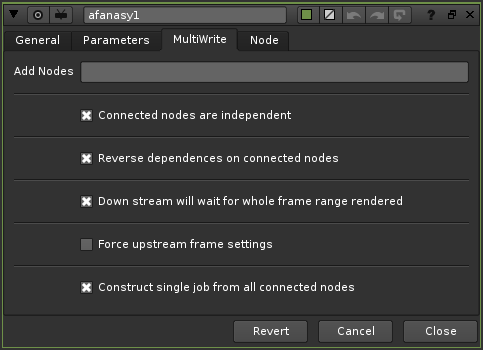 afanasy1
?
General Parameters MultiWrite Node
Add Nodes
Connected nodes are independent
Reverse dependences on connected nodes
Down stream will wait for whole frame range rendered
Force upstream frame settings
Construct single job from all connected nodes
Revert Cancel Close